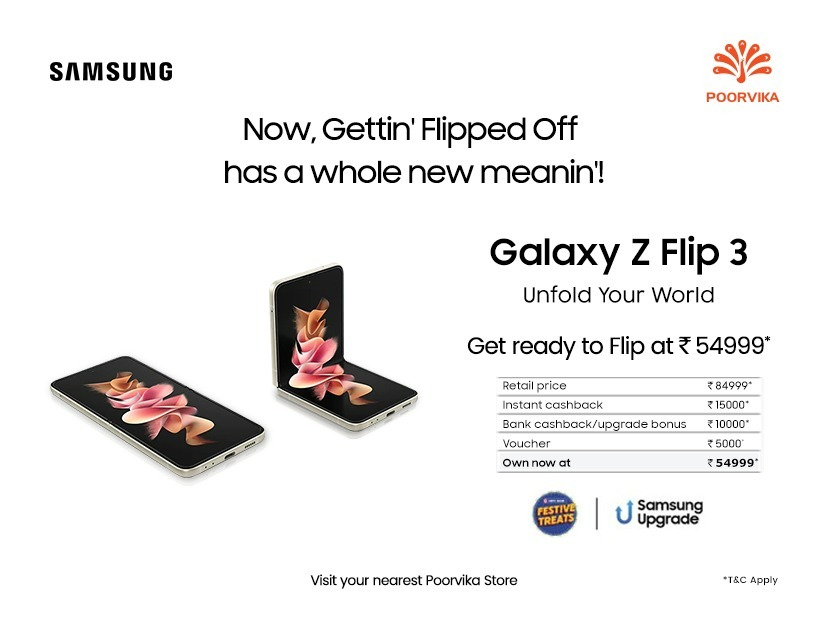 SAMSUNG
POORVIKA
Now, Gettin' Flipped Off
has a whole new meanin'!
Galaxy Z Flip 3
Unfold Your World
Get ready to Flip at ₹ 54999*
Retail price ₹ 84999*
Instant cashback ₹ 15000*
Bank cashback/upgrade bonus ₹ 10000*
Voucher ₹ 5000*
Own now at ₹ 54999*
FESTIVE
TREATS
Samsung
Upgrade
Visit your nearest Poorvika Store
*T&C Apply